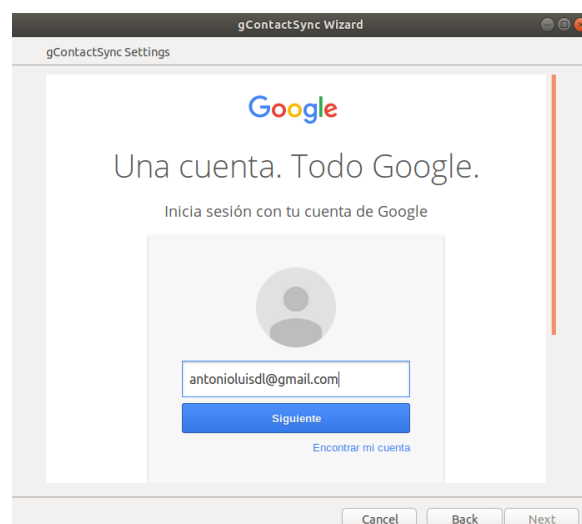 gContactSync Wizard
gContactSync Settings
Google
Una cuenta. Todo Google.
Inicia sesión con tu cuenta de Google
antonioluisdl@gmail.com
Siguiente
Encontrar mi cuenta
Cancel Back Next